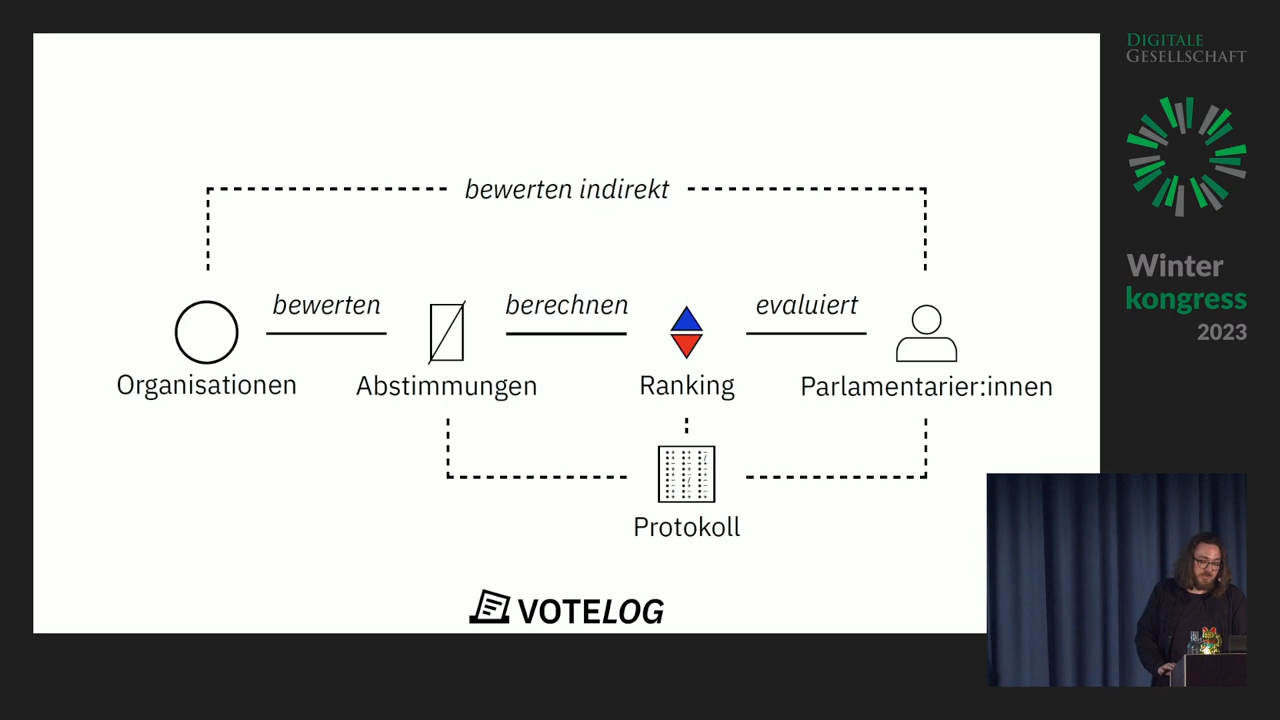 bewerten indirekt
bewerten
berechnen
evaluiert
Organisationen
Abstimmungen
Ranking
Parlamentarier:innen
Protokoll
VOTELOG
DIGITALE
GESELLSCHAFT
Winter
kongress
2023